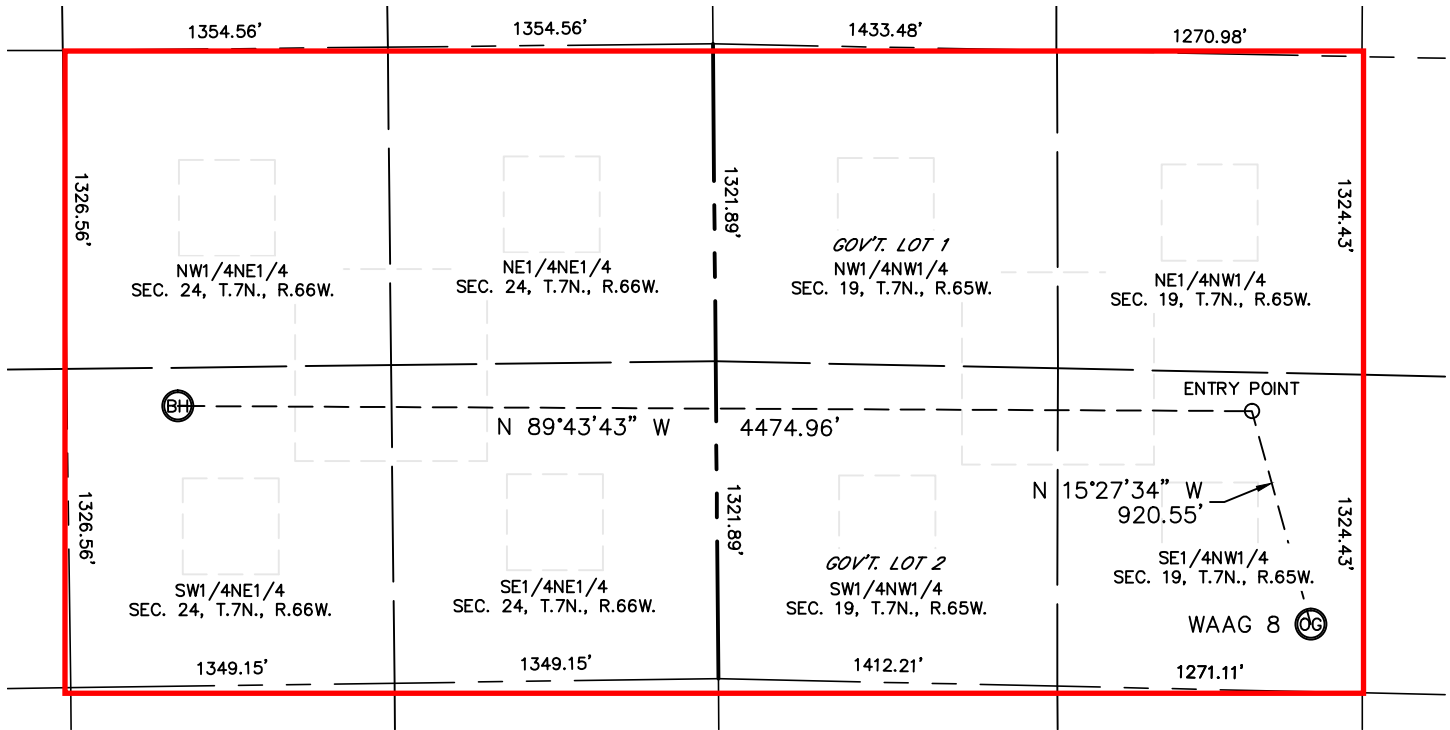 1354.56’
1354.56’
1433.48’
1270.98’
1326.56’
1321.89’
1324.43’
NW1/4NE1/4
SEC. 24, T.7N., R.66W.
NE1/4NE1/4
SEC. 24, T.7N., R.66W.
GOV’T. LOT 1
NW1/4NW1/4
SEC. 19, T.7N., R.65W.
NE1/4NW1/4
SEC. 19, T.7N., R.65W.
ENTRY POINT
BH
N 89°43’43” W 4474.96’
N 15°27’34” W
920.55’
1326.56’
1321.89’
1324.43’
SW1/4NE1/4
SEC. 24, T.7N., R.66W.
SE1/4NE1/4
SEC. 24, T.7N., R.66W.
GOV’T. LOT 2
SW1/4NW1/4
SEC. 19, T.7N., R.65W.
SE1/4NW1/4
SEC. 19, T.7N., R.65W.
WAAG 8 OG
1349.15’
1349.15’
1412.21’
1271.11’